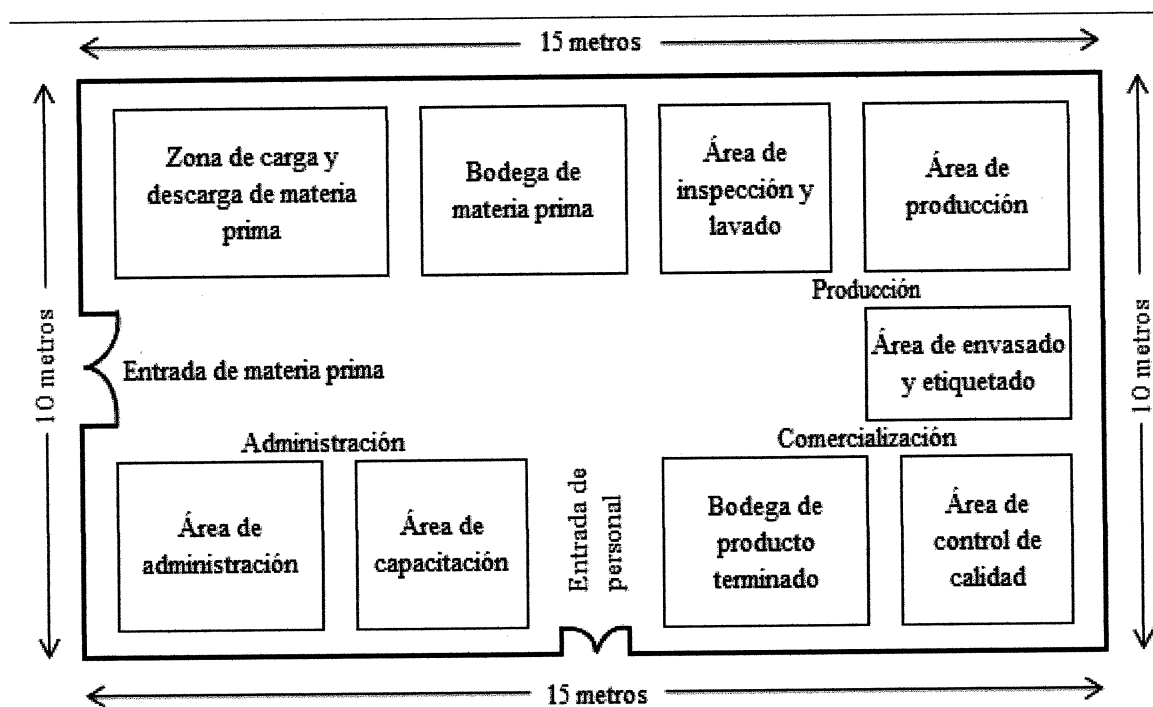 15 metros
Zona de carga y
descarga de materia
prima
Bodega de
materia prima
Área de
inspección y
lavado
Área de
producción
Producción
10 metros
10 metros
Entrada de materia prima
Área de envasado
y etiquetado
Administración
Comercialización
Área de
administración
Área de
capacitación
Entrada de
personal
Bodega de
producto
terminado
Área de
control de
calidad
15 metros